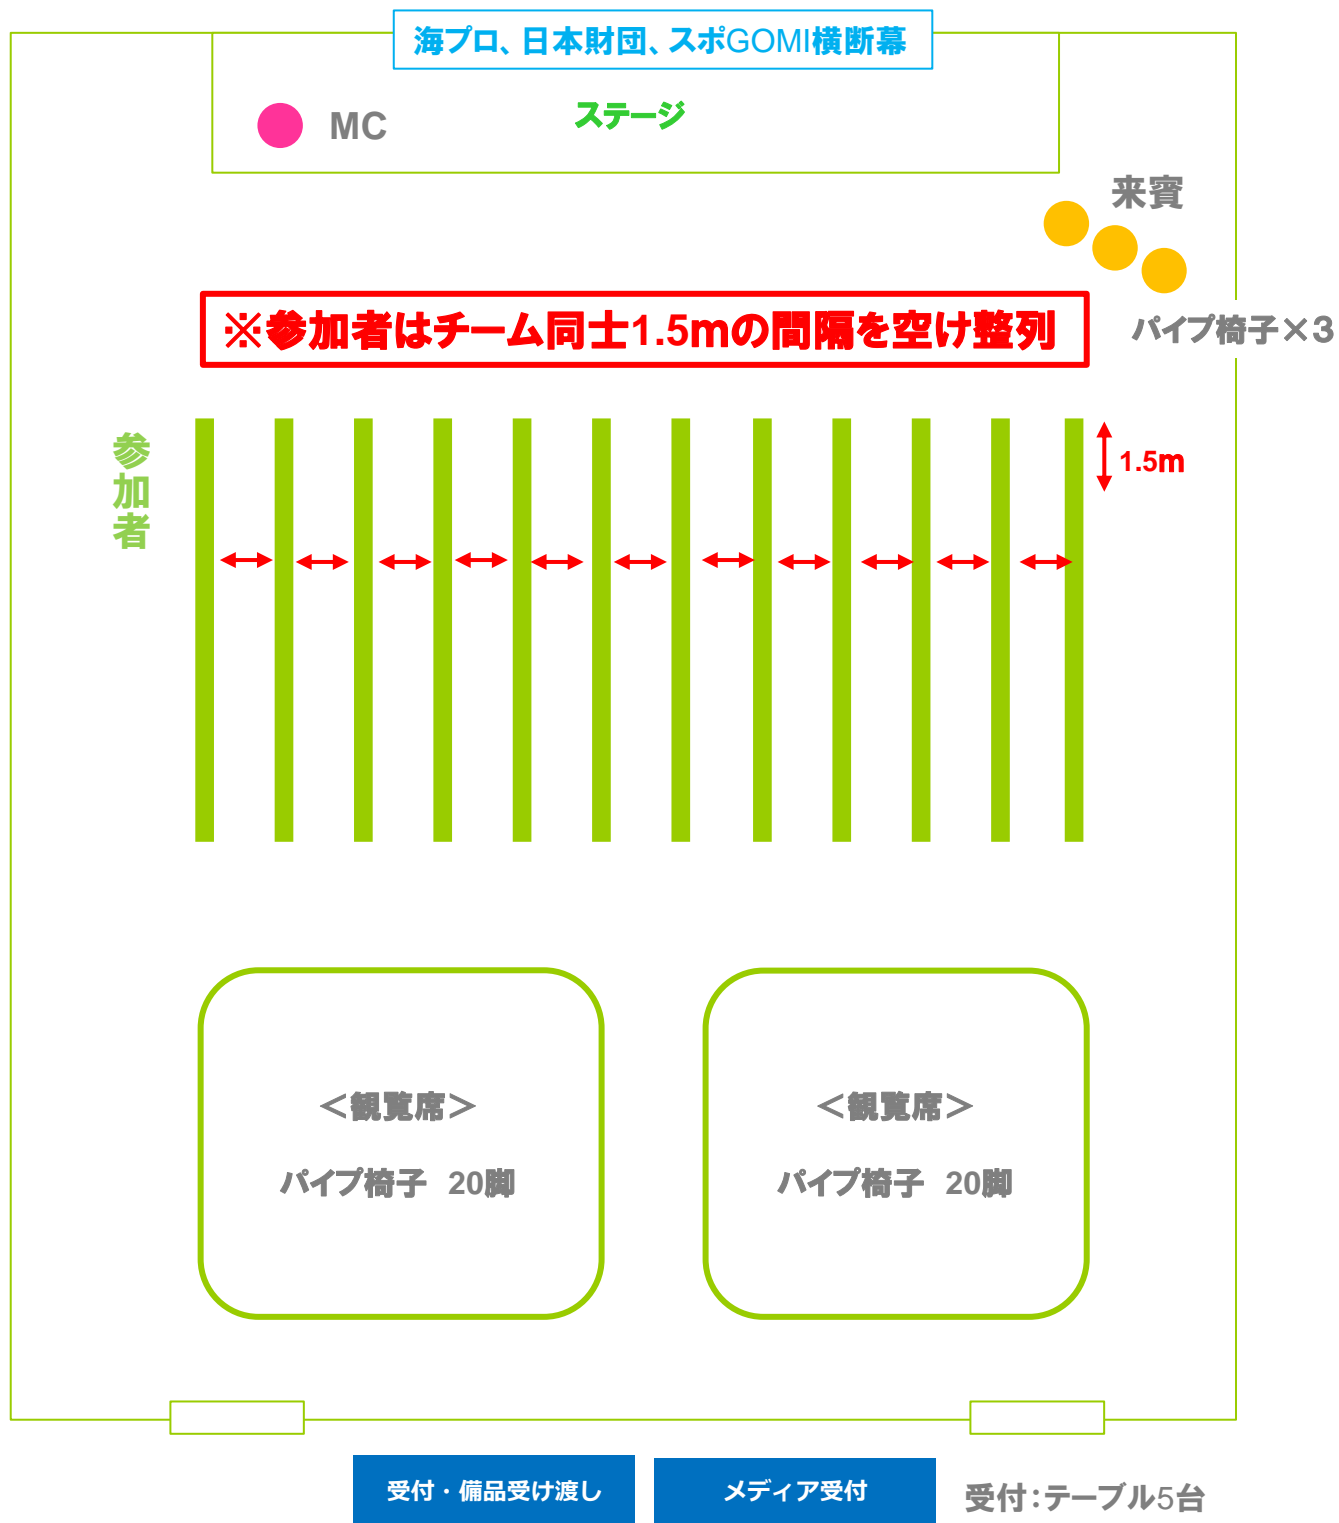 海プロ、日本財団、スポGOMI横断幕
MC
ステージ
来賓
※参加者はチーム同士1.5mの間隔を空け整列
パイプ椅子×3
参加者
1.5m
＜観覧席＞
パイプ椅子　20脚
＜観覧席＞
パイプ椅子　20脚
受付・備品受け渡し
メディア受付
受付：テーブル5台